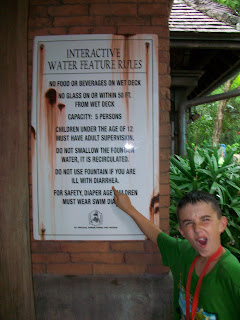 INTERACTIVE
WATER FEATURE RULES
NO FOOD OR BEVERAGES ON WET DECK
NO GLASS ON OR WITHIN 50 FT.
FROM WET DECK
CAPACITY: 5 PERSONS
CHILDREN UNDER THE AGE OF 12
MUST HAVE ADULT SUPERVISION.
DO NOT SWALLOW THE FOUNTAIN
WATER, IT IS RECIRCULATED.
DO NOT USE FOUNTAIN IF YOU ARE
ILL WITH DIARRHEA.
FOR SAFETY, DIAPER AGE CHILDREN
MUST WEAR SWIM